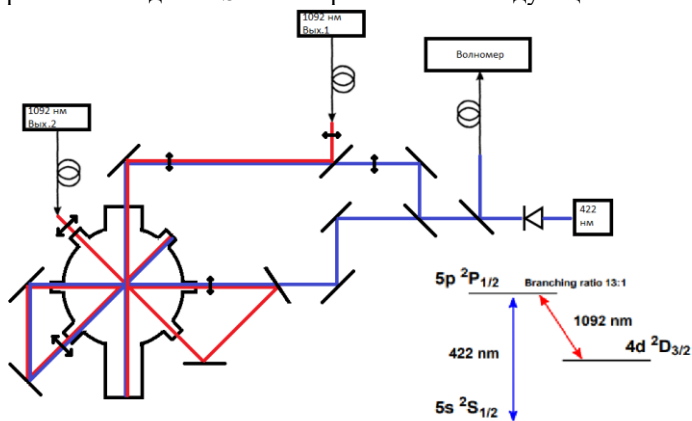 1092 нм
Вых.1
Волномер
1092 нм
Вых.2
422
нм
5p ²P₁/₂
Branching ratio 13:1
1092 nm
4d ²D₃/₂
422 nm
5s ²S₁/₂